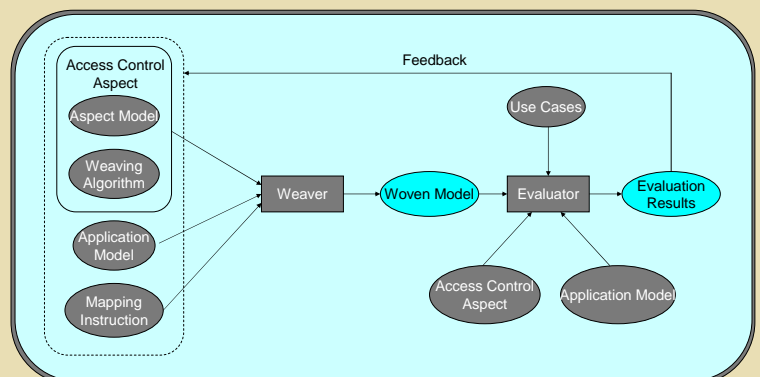 Feedback
Access Control
Aspect
Aspect Model
Weaving
Algorithm
Application
Model
Mapping
Instruction
Weaver
Woven Model
Use Cases
Evaluator
Evaluation
Results
Access Control
Aspect
Application Model